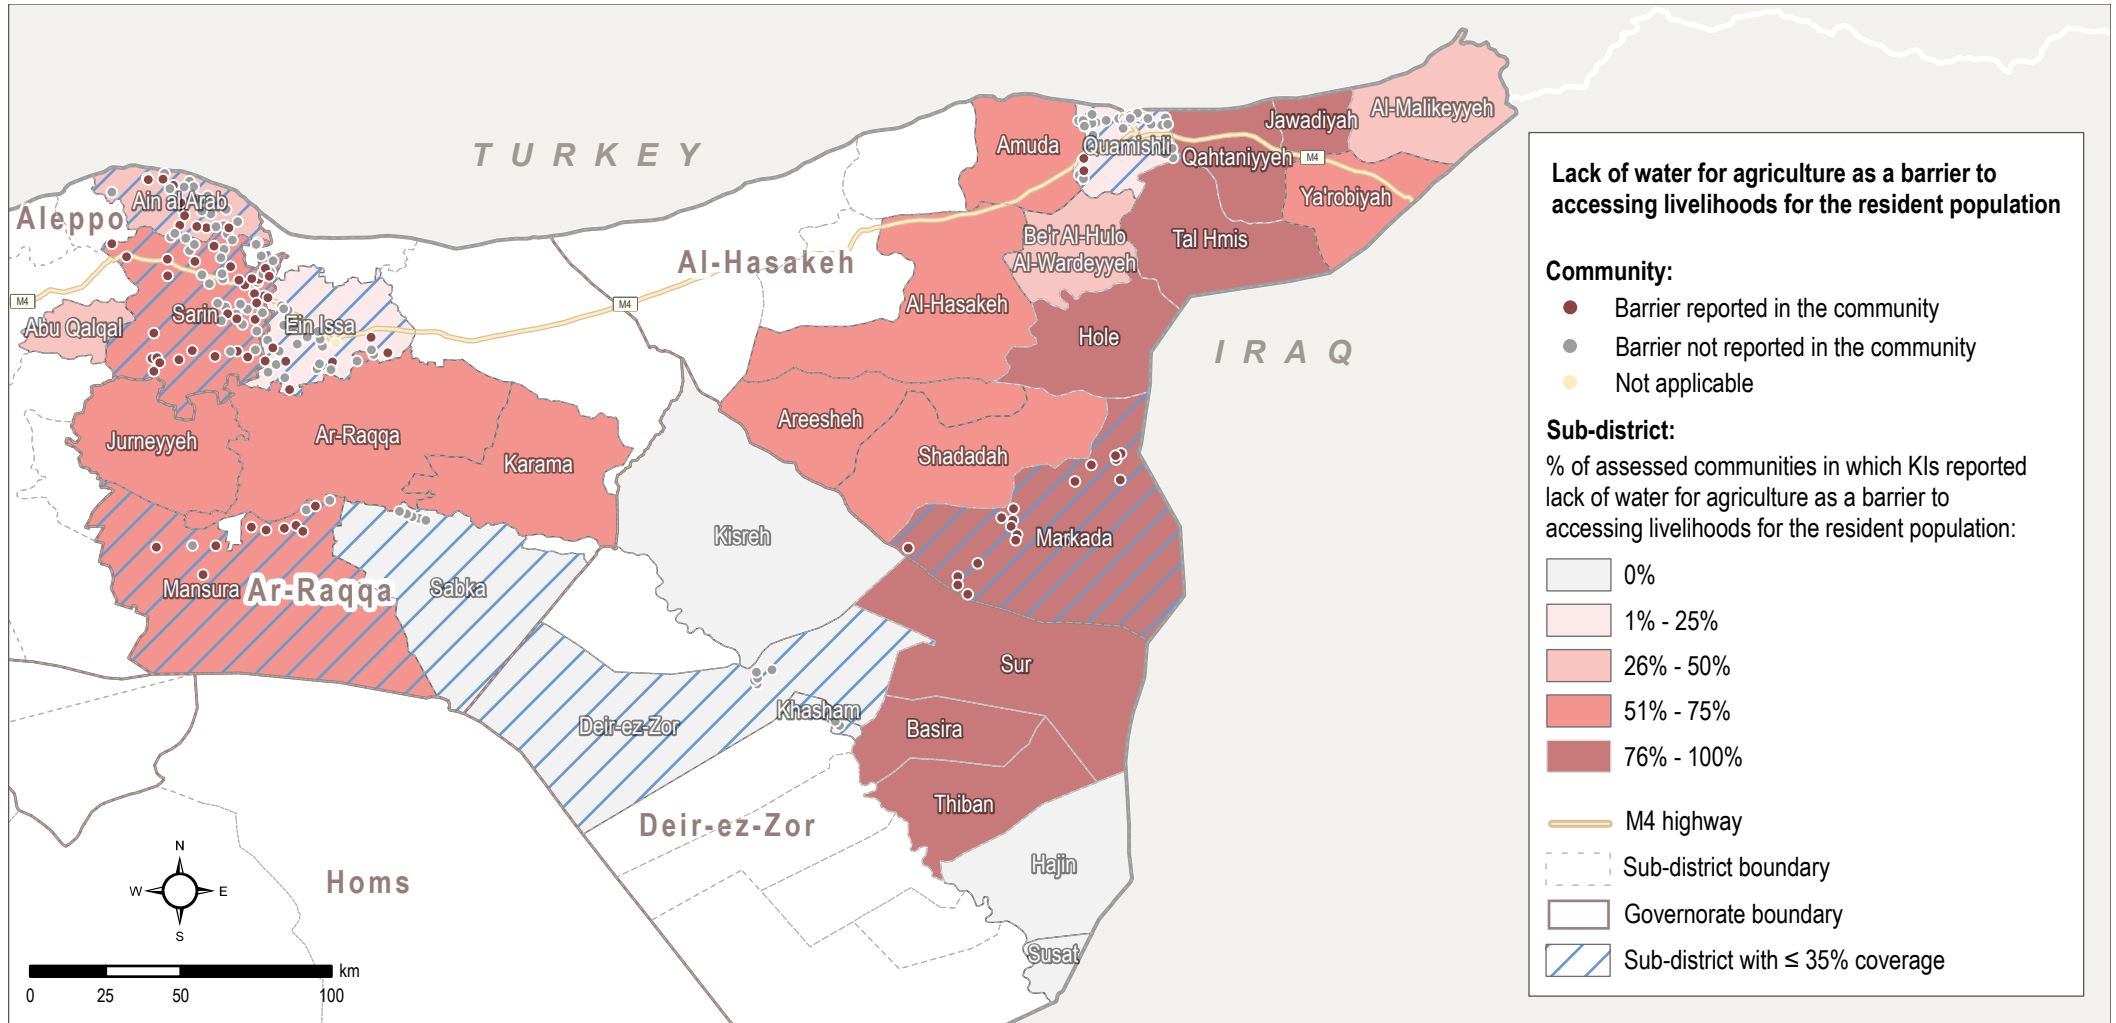 TURKEY
IRAQ
Aleppo
Al-Hasakeh
Ar-Raqqa
Deir-ez-Zor
Homs
Ain al Arab
Sarin
Abu Qalqal
Ein Issa
Jurneyyeh
Ar-Raqqa
Karama
Mansura
Sabka
Kisreh
Deir-ez-Zor
Khasham
Amuda
Quamishli
Qahtaniyyeh
Jawadiyah
Al-Malikeyyeh
Ya'robiyah
Tal Hmis
Be'r Al-Hulo
Al-Wardeyyeh
Al-Hasakeh
Hole
Areesheh
Shadadah
Markada
Sur
Basira
Thiban
Hajin
Susat
M4
M4
M4
N
W
E
S
km
0
25
50
100
Lack of water for agriculture as a barrier to
accessing livelihoods for the resident population
Community:
Barrier reported in the community
Barrier not reported in the community
Not applicable
Sub-district:
% of assessed communities in which KIs reported
lack of water for agriculture as a barrier to
accessing livelihoods for the resident population:
0%
1% - 25%
26% - 50%
51% - 75%
76% - 100%
M4 highway
Sub-district boundary
Governorate boundary
Sub-district with ≤ 35% coverage